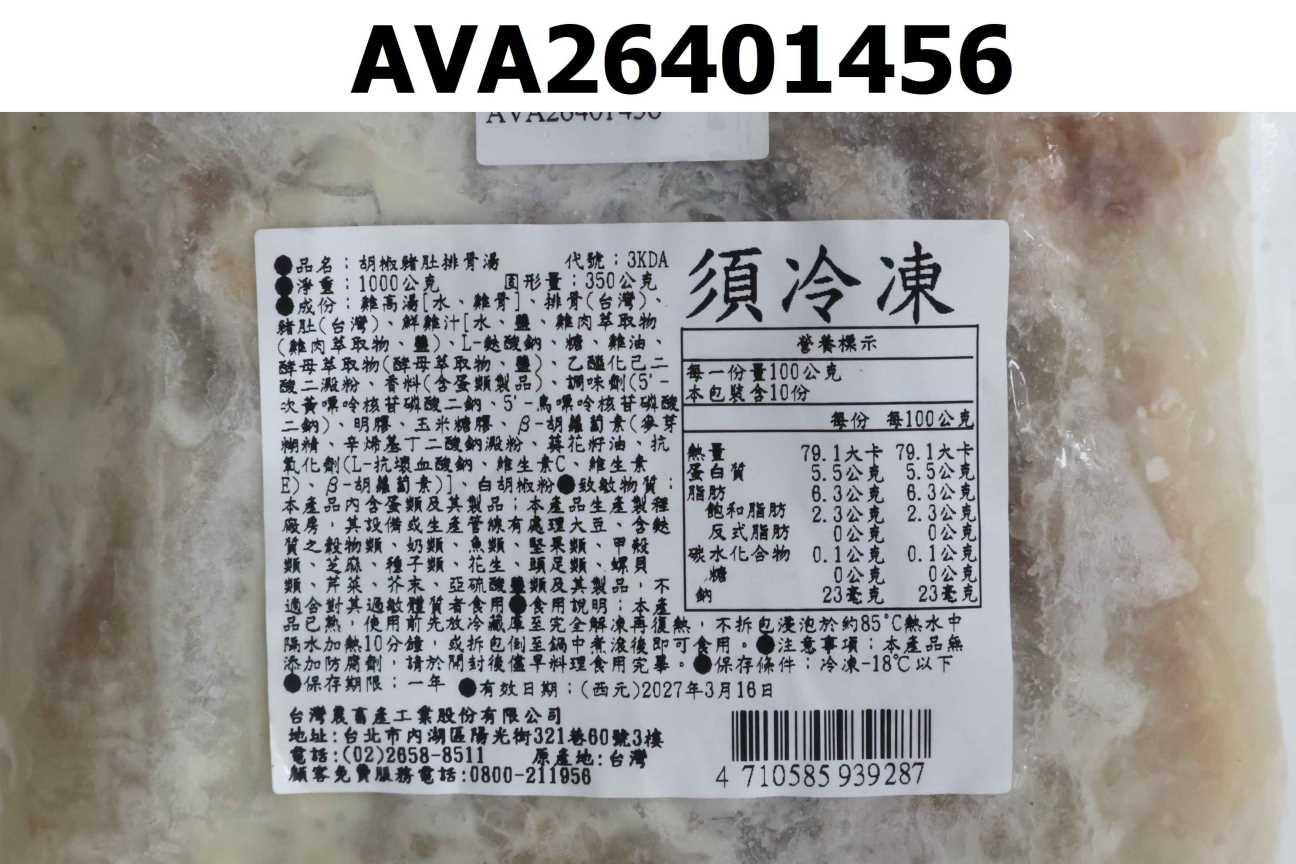 AVA26401456
AVA26401456
●品名：胡椒豬肚排骨湯 代號：3KDA
●淨重：1000公克 固形量：350公克
●成份：雞高湯[水、雞骨]、排骨(台灣)、
豬肚(台灣)、鮮雞汁[水、鹽、雞肉萃取物
(雞肉萃取物、鹽)、L-麩酸鈉、糖、雞油、
酵母萃取物(酵母萃取物、鹽)、乙醯化己二
酸二澱粉、香料(含蛋類製品)、調味劑(5'-
次黃嘌呤核苷磷酸二鈉、5'-鳥嘌呤核苷磷酸
二鈉)、明膠、玉米糖膠、β-胡蘿蔔素(麥芽
糊精、辛烯基丁二酸鈉澱粉、葵花籽油、抗
氧化劑(L-抗壞血酸鈉、維生素C、維生素
E)、β-胡蘿蔔素)]、白胡椒粉●致敏物質：
本產品內含蛋類及其製品；本產品生產製程
廠房，其設備或生產管線有處理大豆、含麩
質之穀物類、奶類、魚類、堅果類、甲殼
類、芝麻、種子類、花生、頭足類、螺貝
類、芹菜、芥末、亞硫酸鹽類及其製品，不
適合對其過敏體質者食用●食用說明：本產
品已熟，使用前先放冷藏庫至完全解凍再復熱，不拆包浸泡於約85°C熱水中
隔水加熱10分鐘，或拆包倒至鍋中煮滾後即可食用。●注意事項：本產品無
添加防腐劑，請於開封後儘早料理食用完畢。●保存條件：冷凍-18℃以下
●保存期限：一年 ●有效日期：(西元)2027年3月16日
須冷凍
營養標示
每一份量100公克
本包裝含10份
每份 每100公克
熱量 79.1大卡 79.1大卡
蛋白質 5.5公克 5.5公克
脂肪 6.3公克 6.3公克
飽和脂肪 2.3公克 2.3公克
反式脂肪 0公克 0公克
碳水化合物 0.1公克 0.1公克
糖 0公克 0公克
鈉 23毫克 23毫克
台灣農畜產工業股份有限公司
地址:台北市內湖區陽光街321巷60號3樓
電話:(02)2658-8511 原產地:台灣
顧客免費服務電話:0800-211956
4 710585 939287